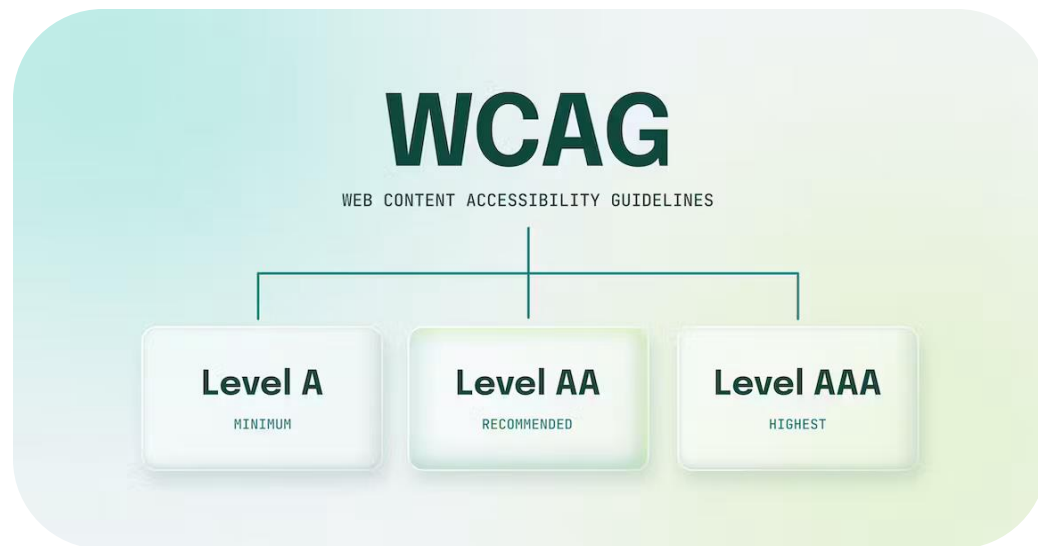 WCAG
WEB CONTENT ACCESSIBILITY GUIDELINES
Level A
MINIMUM
Level AA
RECOMMENDED
Level AAA
HIGHEST